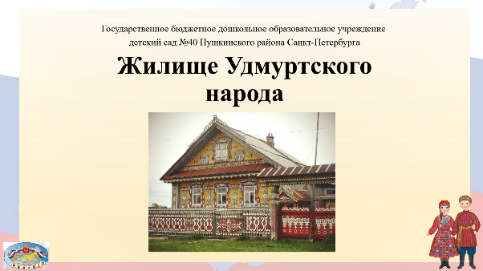 Государственное бюджетное дошкольное образовательное учреждение
детский сад №40 Пушкинского района Санкт-Петербурга
Жилище Удмуртского
народа